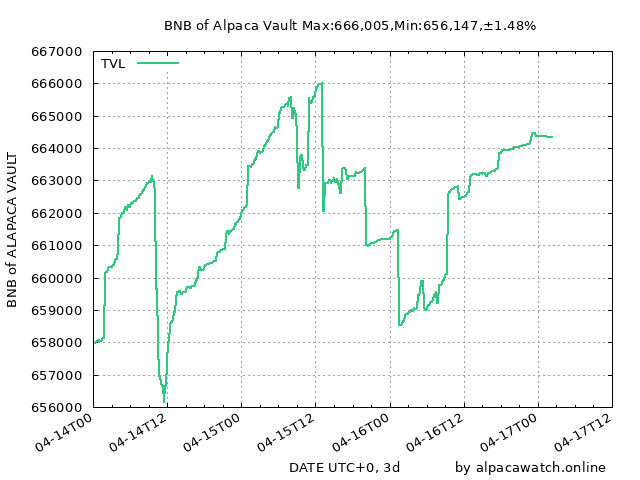 BNB of Alpaca Vault Max:666,005,Min:656,147,±1.48%
667000
TVL
666000
665000
664000
663000
662000
661000
660000
659000
658000
657000
656000
BNB of ALAPACA VAULT
04-14T00
04-14T12
04-15T00
04-15T12
04-16T00
04-16T12
04-17T00
04-17T12
DATE UTC+0, 3d
by alpacawatch.online